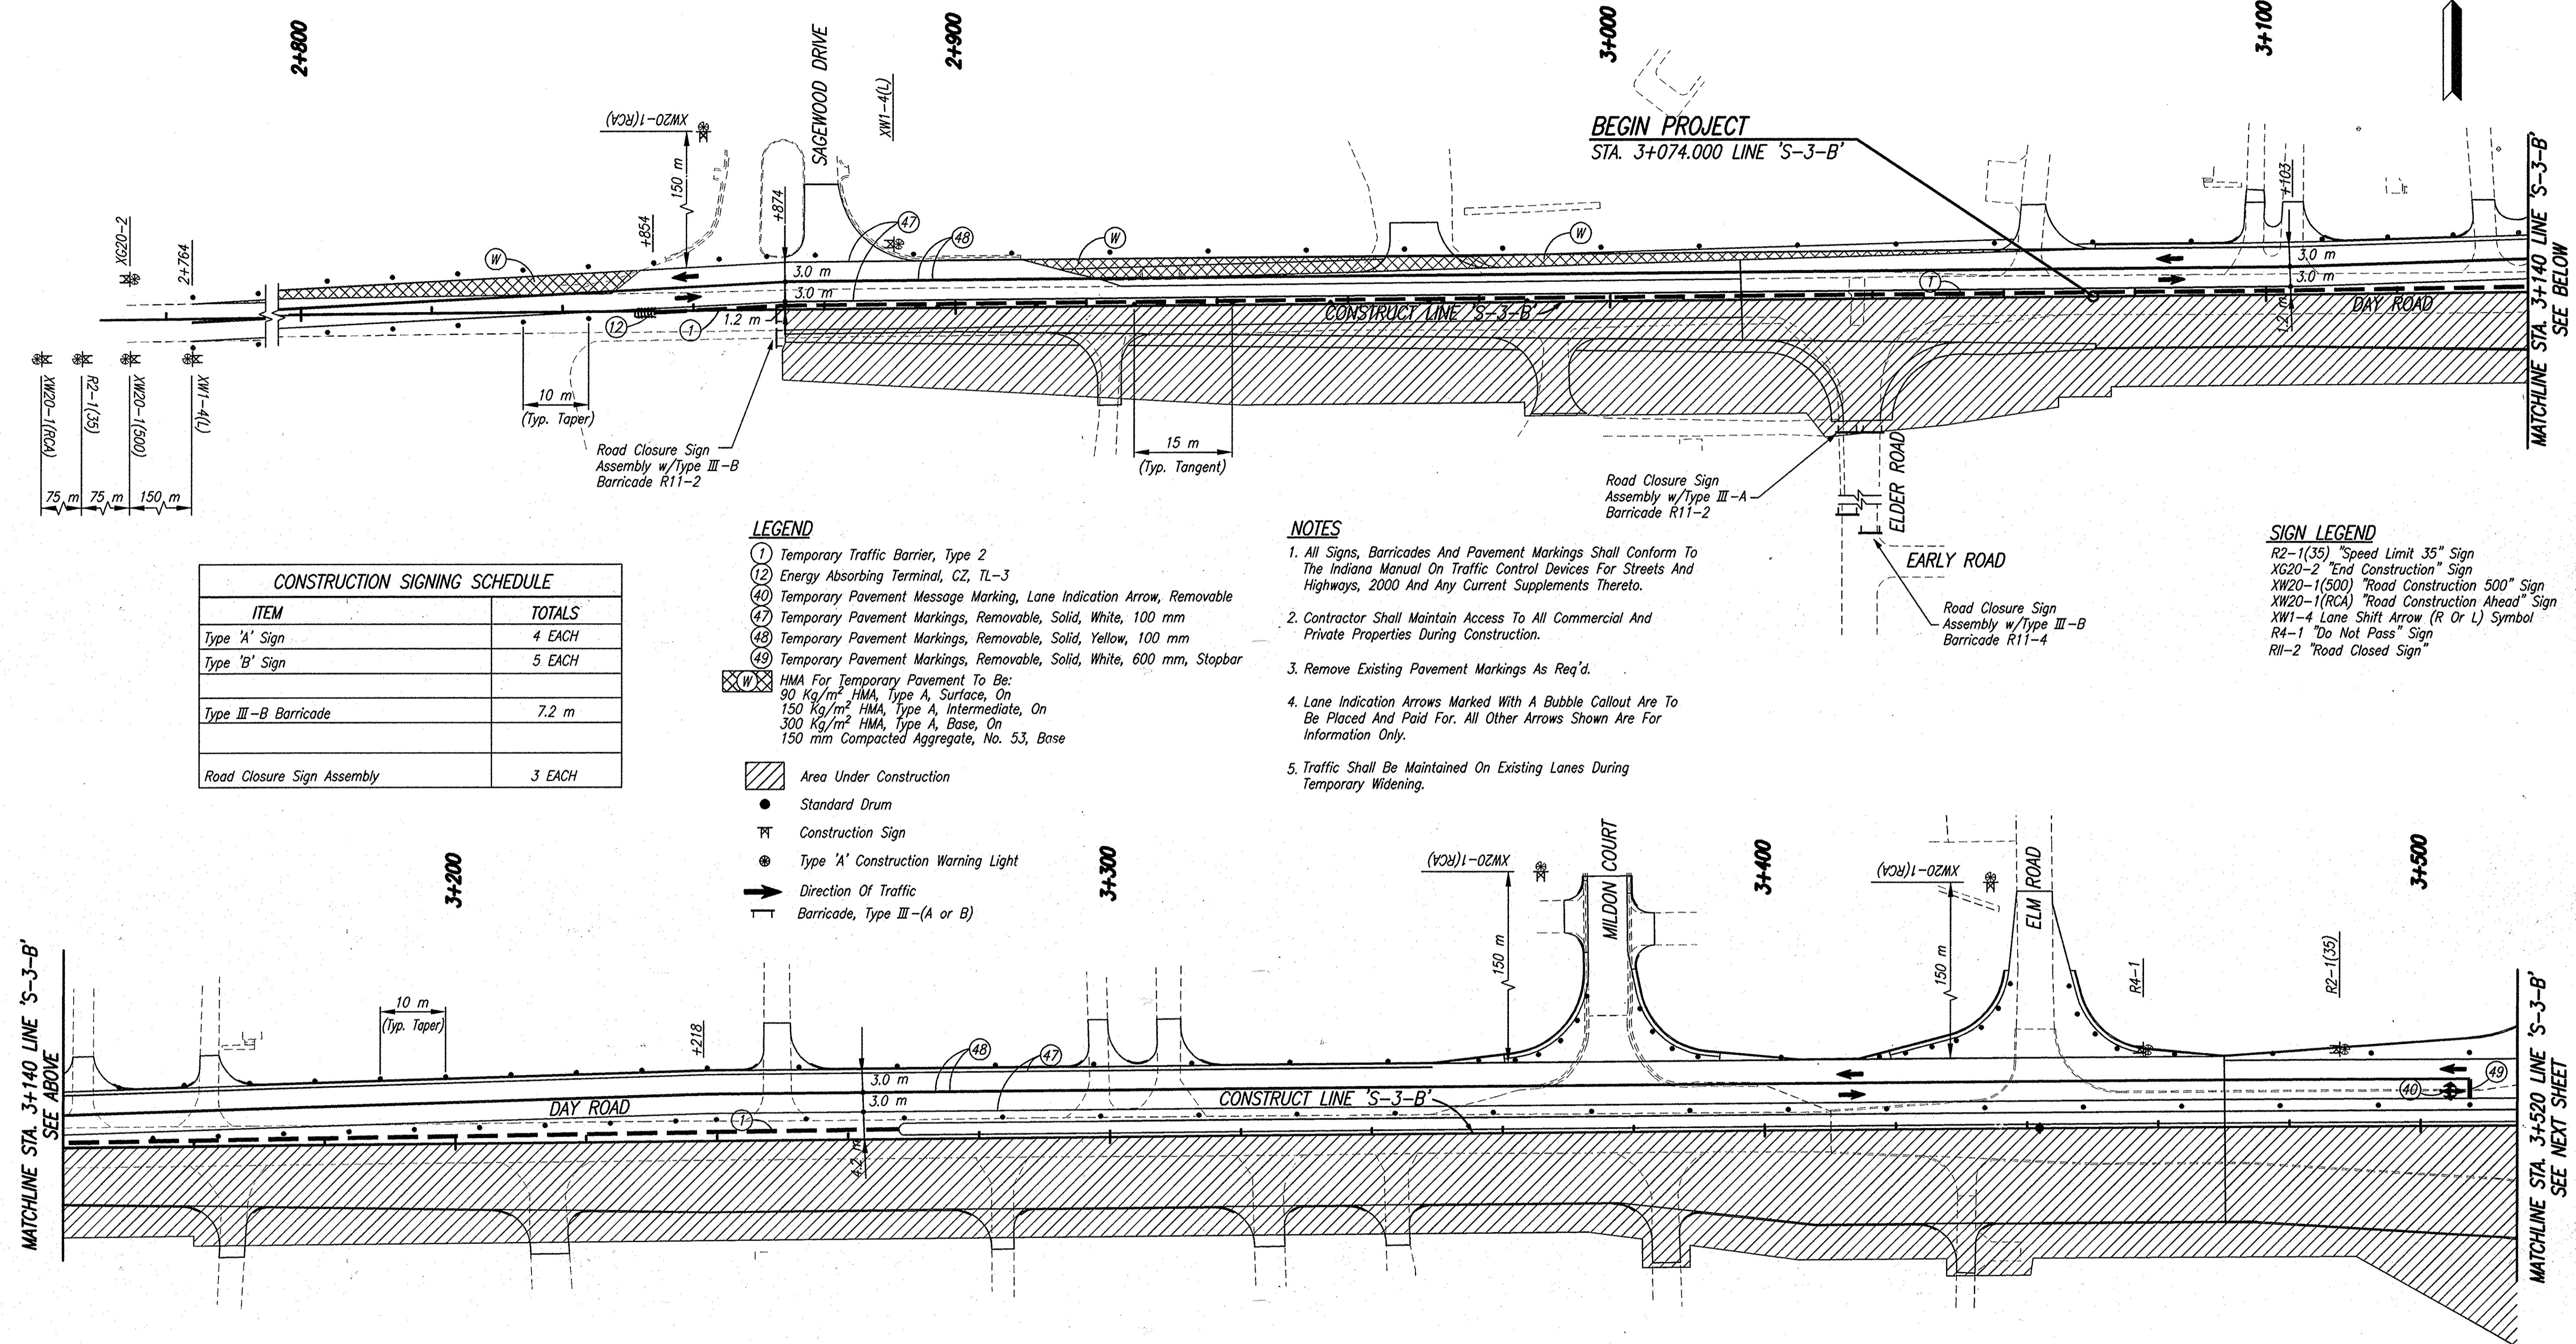 2+800
2+900
3+000
3+100
SAGEWOOD DRIVE
XW1-4(L)
XW20-1(RCA)
150 m
BEGIN PROJECT
STA. 3+074.000 LINE 'S-3-B'
MATCHLINE STA. 3+140 LINE 'S-3-B'
SEE BELOW
XG20-2
2+764
+854
+874
+103
47
48
W
W
W
3.0 m
3.0 m
3.0 m
3.0 m
1.2 m
1.2 m
12
1
1
CONSTRUCT LINE 'S-3-B'
DAY ROAD
XW20-1(RCA)
R2-1(35)
XW20-1(500)
XW1-4(L)
75 m
75 m
150 m
10 m
(Typ. Taper)
15 m
(Typ. Tangent)
Road Closure Sign
Assembly w/Type III-B
Barricade R11-2
Road Closure Sign
Assembly w/Type III-A
Barricade R11-2
ELDER ROAD
EARLY ROAD
Road Closure Sign
Assembly w/Type III-B
Barricade R11-4
CONSTRUCTION SIGNING SCHEDULE
ITEM TOTALS
Type 'A' Sign 4 EACH
Type 'B' Sign 5 EACH
Type III-B Barricade 7.2 m
Road Closure Sign Assembly 3 EACH
LEGEND
1 Temporary Traffic Barrier, Type 2
12 Energy Absorbing Terminal, CZ, TL-3
40 Temporary Pavement Message Marking, Lane Indication Arrow, Removable
47 Temporary Pavement Markings, Removable, Solid, White, 100 mm
48 Temporary Pavement Markings, Removable, Solid, Yellow, 100 mm
49 Temporary Pavement Markings, Removable, Solid, White, 600 mm, Stopbar
W HMA For Temporary Pavement To Be:
90 Kg/m² HMA, Type A, Surface, On
150 Kg/m² HMA, Type A, Intermediate, On
300 Kg/m² HMA, Type A, Base, On
150 mm Compacted Aggregate, No. 53, Base
Area Under Construction
Standard Drum
Construction Sign
Type 'A' Construction Warning Light
Direction Of Traffic
Barricade, Type III-(A or B)
NOTES
1. All Signs, Barricades And Pavement Markings Shall Conform To
The Indiana Manual On Traffic Control Devices For Streets And
Highways, 2000 And Any Current Supplements Thereto.
2. Contractor Shall Maintain Access To All Commercial And
Private Properties During Construction.
3. Remove Existing Pavement Markings As Req'd.
4. Lane Indication Arrows Marked With A Bubble Callout Are To
Be Placed And Paid For. All Other Arrows Shown Are For
Information Only.
5. Traffic Shall Be Maintained On Existing Lanes During
Temporary Widening.
SIGN LEGEND
R2-1(35) "Speed Limit 35" Sign
XG20-2 "End Construction" Sign
XW20-1(500) "Road Construction 500" Sign
XW20-1(RCA) "Road Construction Ahead" Sign
XW1-4 Lane Shift Arrow (R Or L) Symbol
R4-1 "Do Not Pass" Sign
R11-2 "Road Closed Sign"
3+200
3+300
3+400
3+500
MATCHLINE STA. 3+140 LINE 'S-3-B'
SEE ABOVE
10 m
(Typ. Taper)
+218
XW20-1(RCA)
150 m
MILDON COURT
XW20-1(RCA)
150 m
ELM ROAD
R4-1
R2-1(35)
48
47
3.0 m
3.0 m
4.2 m
DAY ROAD
1
CONSTRUCT LINE 'S-3-B'
40
49
MATCHLINE STA. 3+520 LINE 'S-3-B'
SEE NEXT SHEET